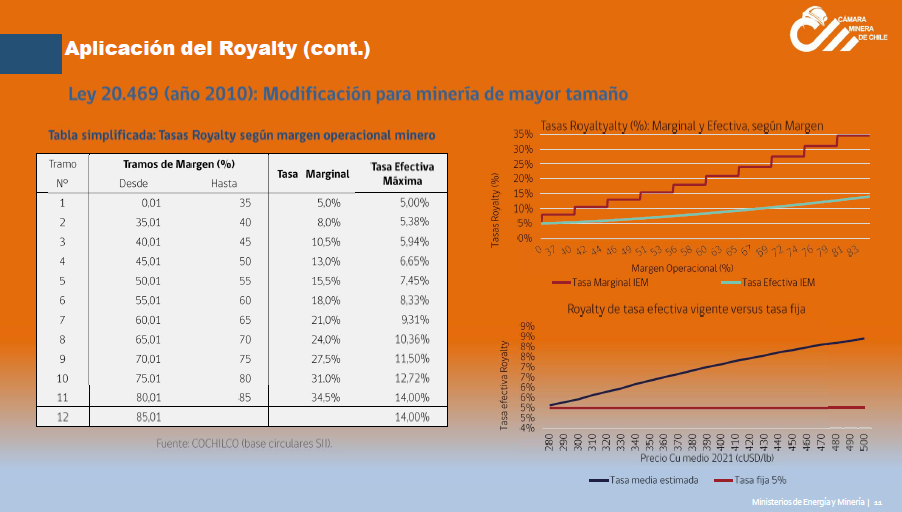 CÁMARA
MINERA
DE CHILE
Aplicación del Royalty (cont.)
Ley 20.469 (año 2010): Modificación para minería de mayor tamaño
Tabla simplificada: Tasas Royalty según margen operacional minero
Tramo Tramos de Margen (%) Tasa Marginal Tasa Efectiva
Nº Desde Hasta Máxima
1 0,01 35 5,0% 5,00%
2 35,01 40 8,0% 5,38%
3 40,01 45 10,5% 5,94%
4 45,01 50 13,0% 6,65%
5 50,01 55 15,5% 7,45%
6 55,01 60 18,0% 8,33%
7 60,01 65 21,0% 9,31%
8 65,01 70 24,0% 10,36%
9 70,01 75 27,5% 11,50%
10 75,01 80 31,0% 12,72%
11 80,01 85 34,5% 14,00%
12 85,01 14,00%
Fuente: COCHILCO (base circulares SII).
Tasas Royaltyalty (%): Marginal y Efectiva, según Margen
Tasas Royalty (%)
35%
30%
25%
20%
15%
10%
5%
0%
0 37 40 42 44 46 49 51 53 56 58 60 63 65 67 69 72 74 76 79 81 83
Margen Operacional (%)
Tasa Marginal IEM Tasa Efectiva IEM
Royalty de tasa efectiva vigente versus tasa fija
Tasa efectiva Royalty
9%
9%
8%
8%
7%
7%
6%
6%
5%
5%
4%
280 290 300 310 320 330 340 350 360 370 380 390 400 410 420 430 440 450 460 470 480 490 500
Precio Cu medio 2021 (cUSD/lb)
Tasa media estimada Tasa fija 5%
Ministerios de Energía y Minería | 11